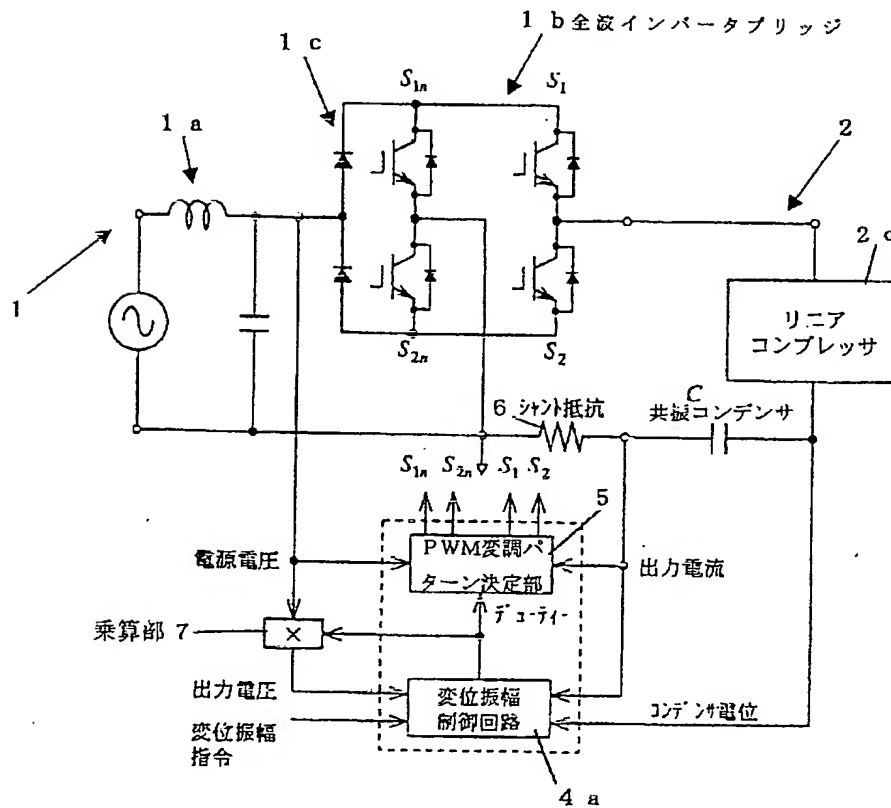 1 b全波インバータブリッジ
1 c
S1n
S1
1 a
2
1
2 c
リニア
コンプレッサ
S2n
S2
C
6 シャント抵抗
共振コンデンサ
S1n
S2n
S1
S2
5
PWM変調パ
ターン決定部
電源電圧
出力電流
デューティー
乗算部 7
×
出力電圧
変位振幅
制御回路
コンデンサ電位
変位振幅
指令
4 a